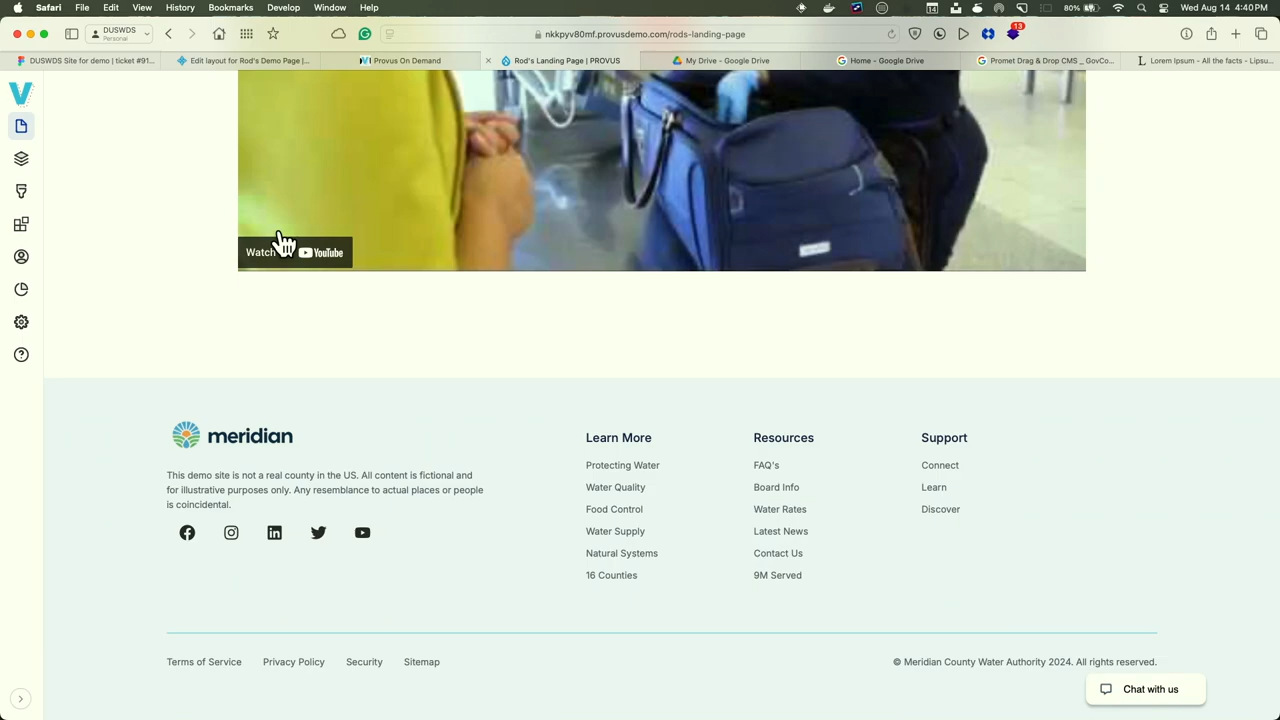 Safari File Edit View History Bookmarks Develop Window Help 80% Wed Aug 14 4:40 PM
DUSWDS
Personal
nkkpyv80mf.provusdemo.com/rods-landing-page
13
DUSWDS Site for demo | ticket #91...
Edit layout for Rod's Demo Page |...
Provus On Demand
Rod's Landing Page | PROVUS
My Drive - Google Drive
Home - Google Drive
Promet Drag & Drop CMS _ GovCo...
Lorem Ipsum - All the facts - Lipsu...
Watch YouTube
meridian
This demo site is not a real county in the US. All content is fictional and
for illustrative purposes only. Any resemblance to actual places or people
is coincidental.
Learn More
Protecting Water
Water Quality
Food Control
Water Supply
Natural Systems
16 Counties
Resources
FAQ's
Board Info
Water Rates
Latest News
Contact Us
9M Served
Support
Connect
Learn
Discover
Terms of Service Privacy Policy Security Sitemap
© Meridian County Water Authority 2024. All rights reserved.
Chat with us